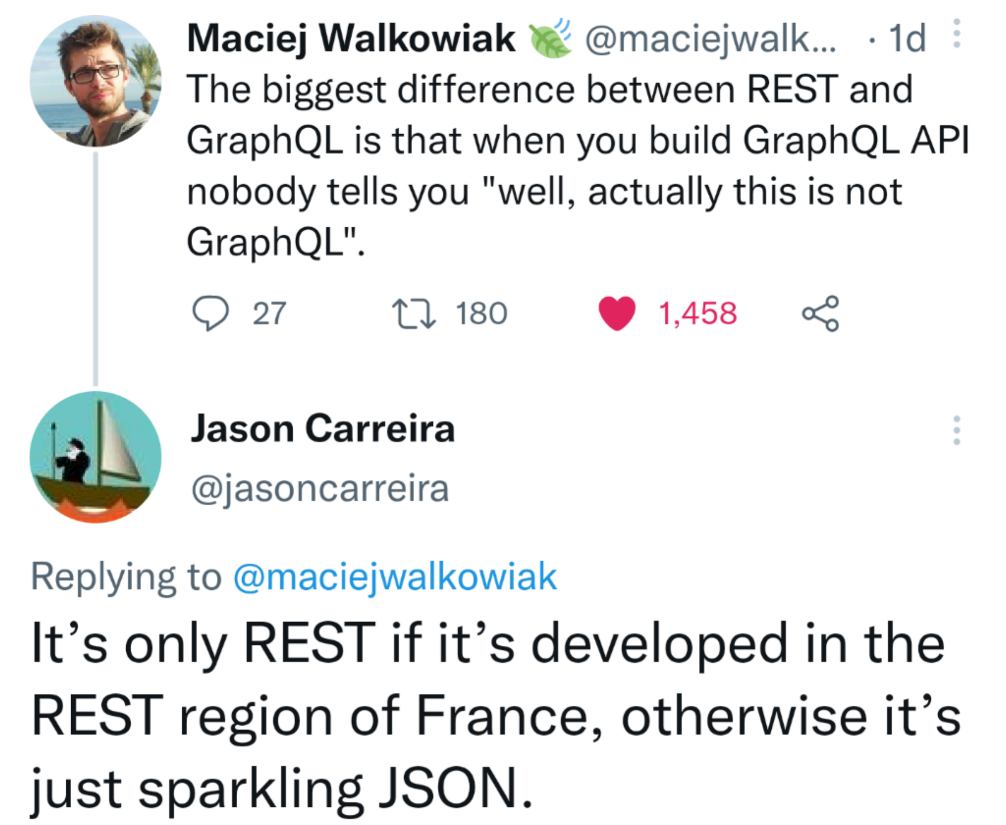 Maciej Walkowiak 🍃 @maciejwalk... · 1d
The biggest difference between REST and
GraphQL is that when you build GraphQL API
nobody tells you "well, actually this is not
GraphQL".
27 180 1,458
Jason Carreira
@jasoncarreira
Replying to @maciejwalkowiak
It’s only REST if it’s developed in the
REST region of France, otherwise it’s
just sparkling JSON.